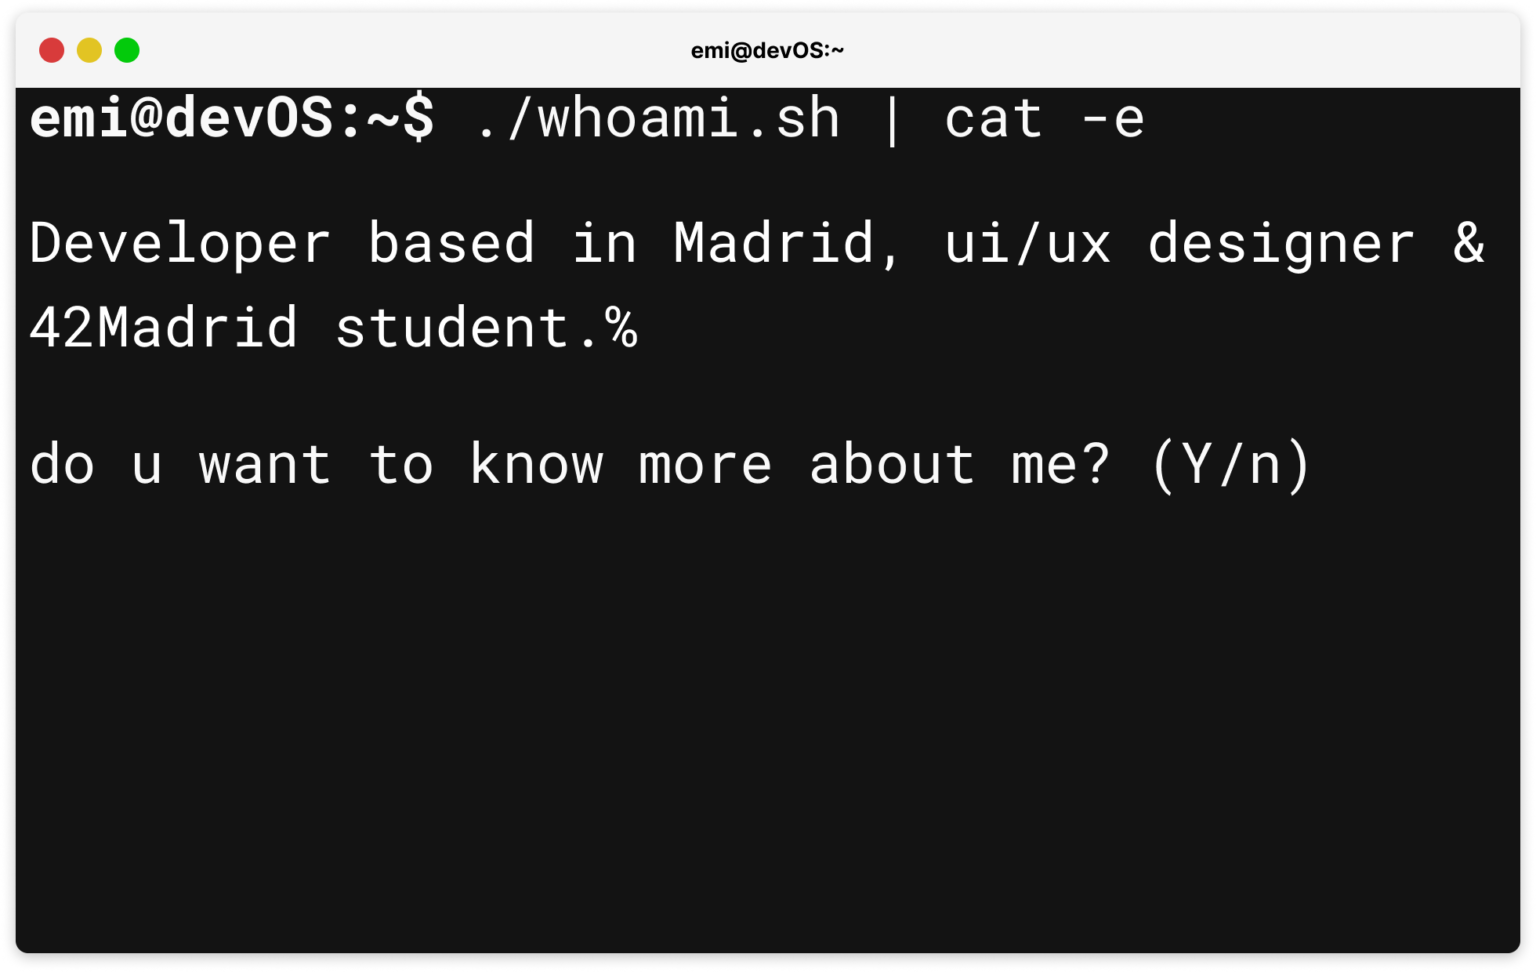 emi@devOS:~
emi@devOS:~$ ./whoami.sh | cat -e
Developer based in Madrid, ui/ux designer &
42Madrid student.%
do u want to know more about me? (Y/n)